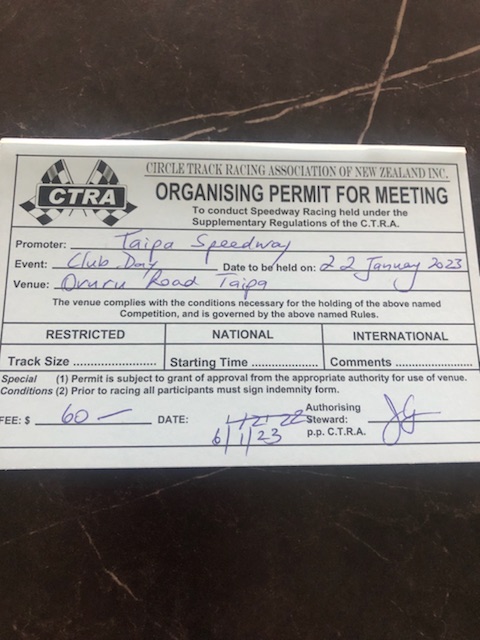 CIRCLE TRACK RACING ASSOCIATION OF NEW ZEALAND INC.
CTRA
ORGANISING PERMIT FOR MEETING
To conduct Speedway Racing held under the
Supplementary Regulations of the C.T.R.A.
Promoter: Taipa Speedway
Event: Club Day Date to be held on: 22 January 2023
Venue: Oruru Road Taipa
The venue complies with the conditions necessary for the holding of the above named
Competition, and is governed by the above named Rules.
RESTRICTED NATIONAL INTERNATIONAL
Track Size ...................... Starting Time ................. Comments ....................
Special (1) Permit is subject to grant of approval from the appropriate authority for use of venue.
Conditions (2) Prior to racing all participants must sign indemnity form.
FEE: $ 60 — DATE: Authorising
Steward:
6/1/23 p.p. C.T.R.A.